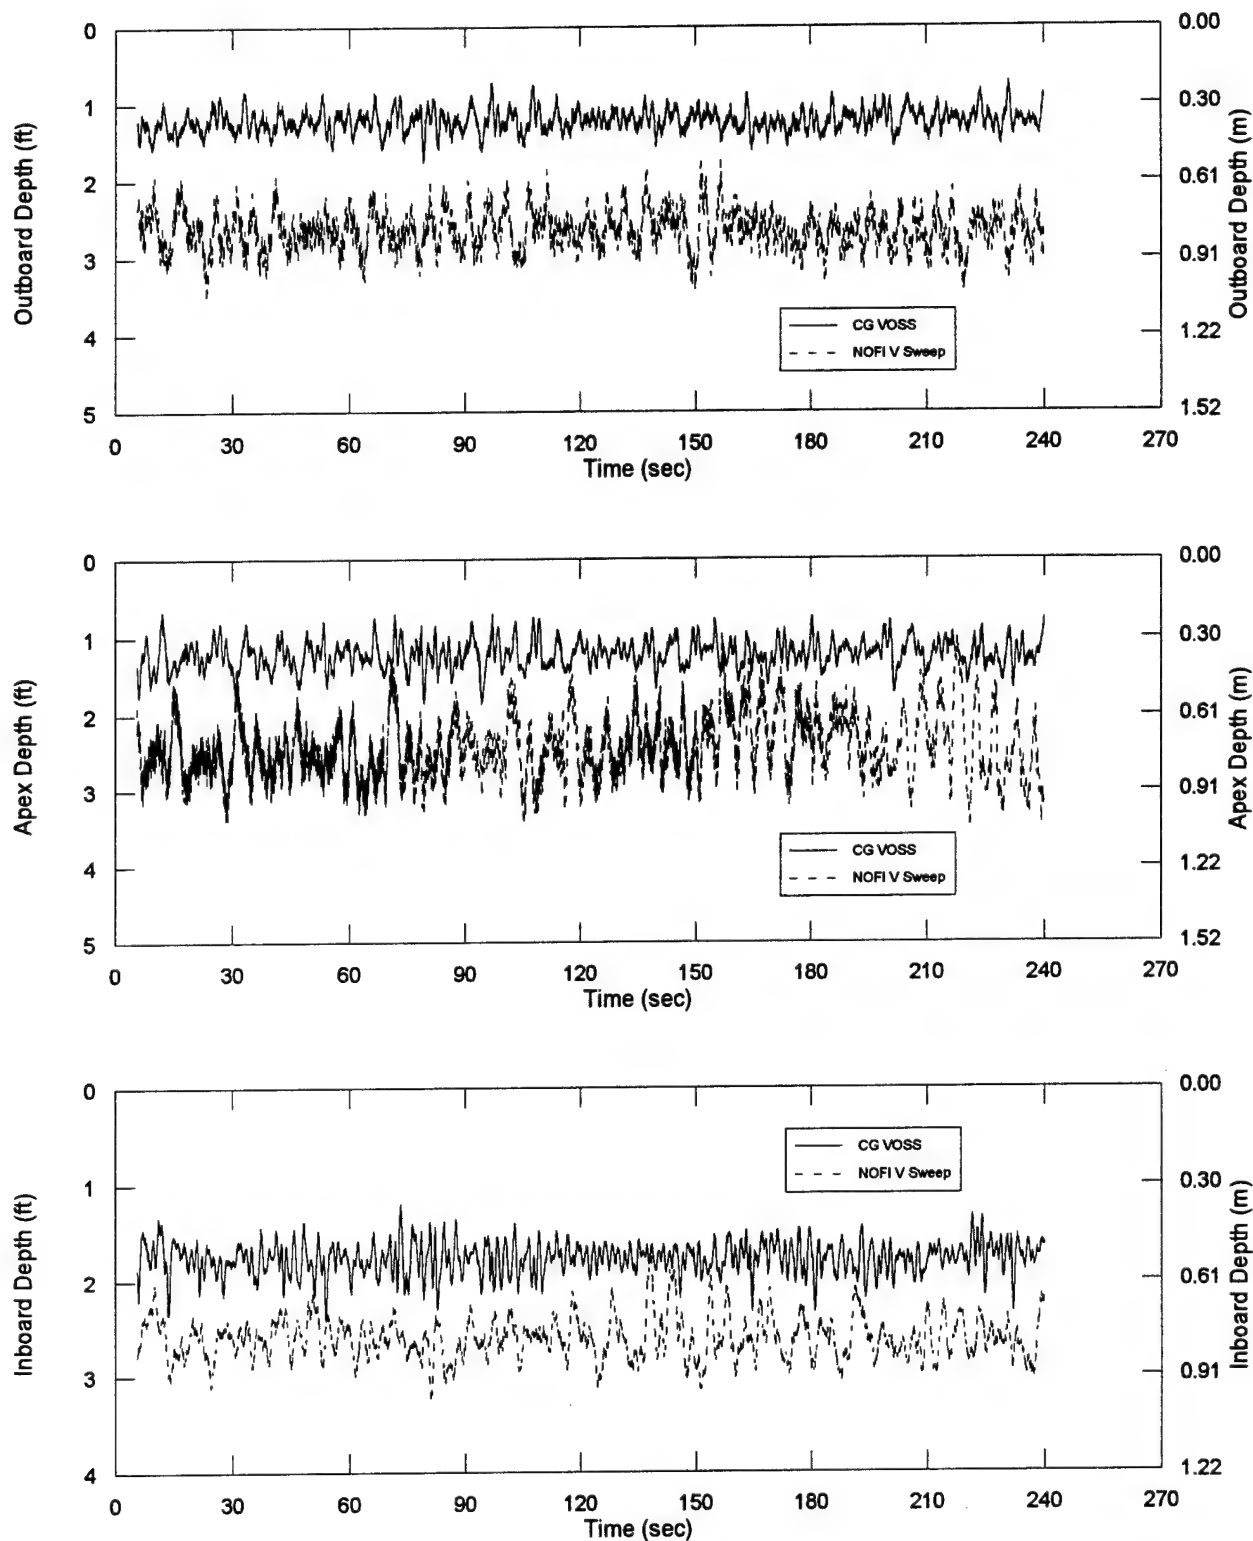 0 0.00
1 0.30
2 0.61
3 0.91
4 1.22
5 1.52
Outboard Depth (ft)
Outboard Depth (m)
CG VOSS
NOFI V Sweep
0 30 60 90 120 150 180 210 240 270
Time (sec)
0 0.00
1 0.30
2 0.61
3 0.91
4 1.22
5 1.52
Apex Depth (ft)
Apex Depth (m)
CG VOSS
NOFI V Sweep
0 30 60 90 120 150 180 210 240 270
Time (sec)
0 0.00
1 0.30
2 0.61
3 0.91
4 1.22
Inboard Depth (ft)
Inboard Depth (m)
CG VOSS
NOFI V Sweep
0 30 60 90 120 150 180 210 240 270
Time (sec)